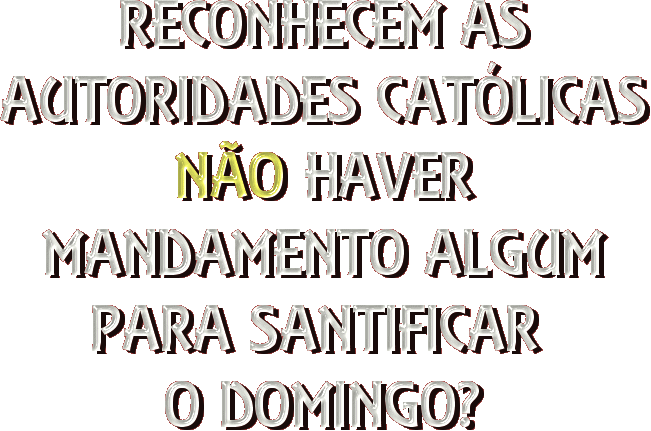 RECONHECEM AS
AUTORIDADES CATÓLICAS
NÃO HAVER
MANDAMENTO ALGUM
PARA SANTIFICAR
O DOMINGO?